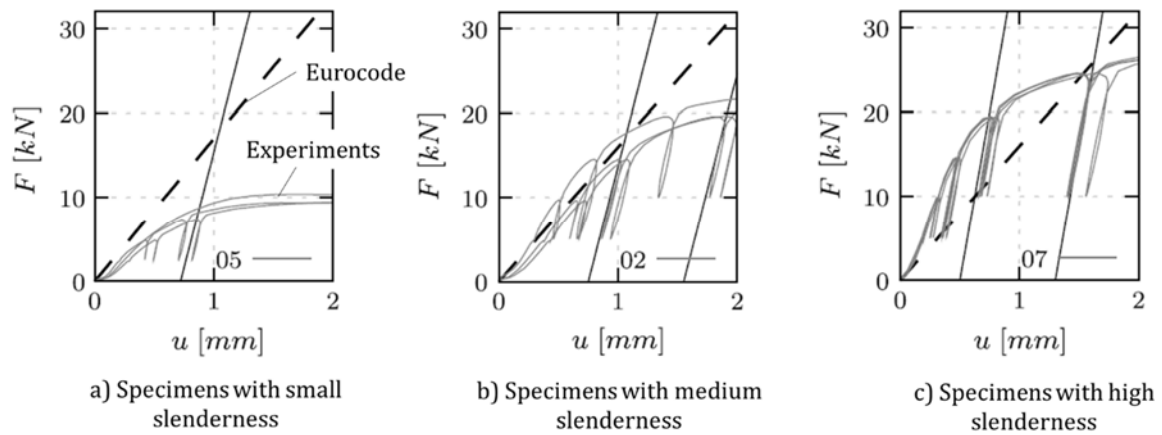 30
20
10
0
F [kN]
Eurocode
Experiments
05
0
1
2
u [mm]
a) Specimens with small
slenderness
30
20
10
0
F [kN]
02
0
1
2
u [mm]
b) Specimens with medium
slenderness
30
20
10
0
F [kN]
07
0
1
2
u [mm]
c) Specimens with high
slenderness